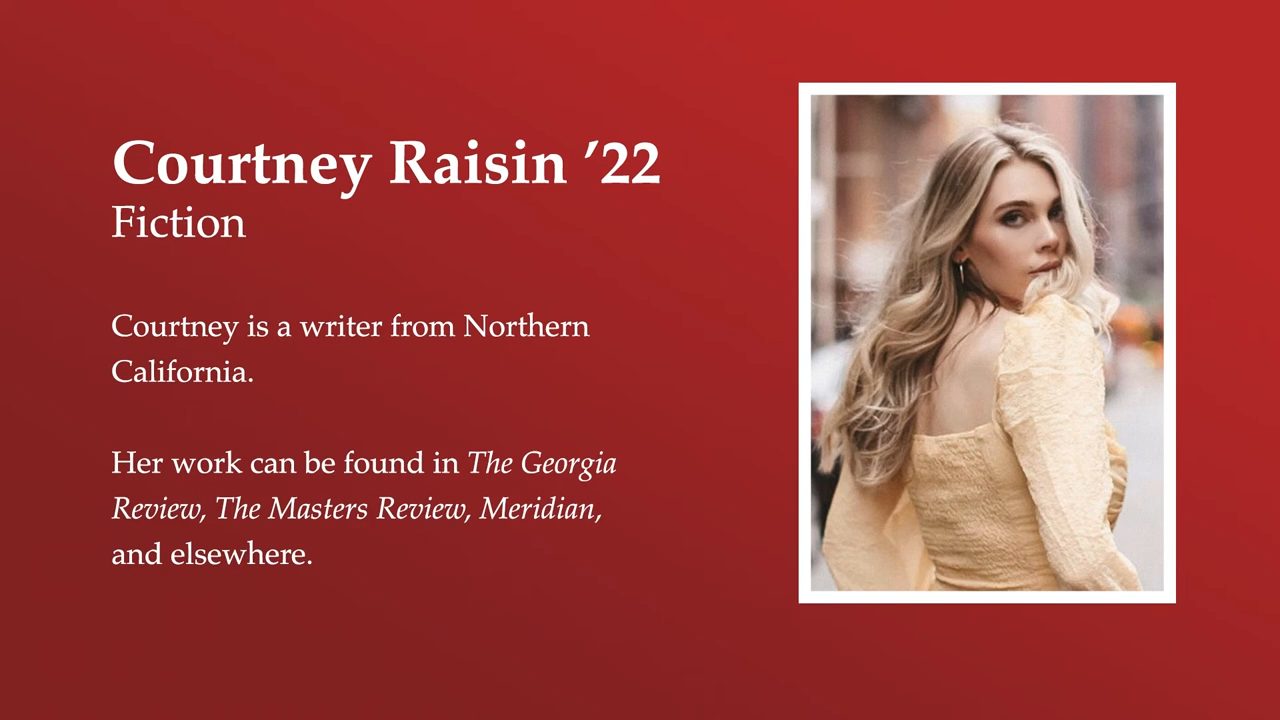 Courtney Raisin ’22
Fiction
Courtney is a writer from Northern
California.
Her work can be found in The Georgia
Review, The Masters Review, Meridian,
and elsewhere.